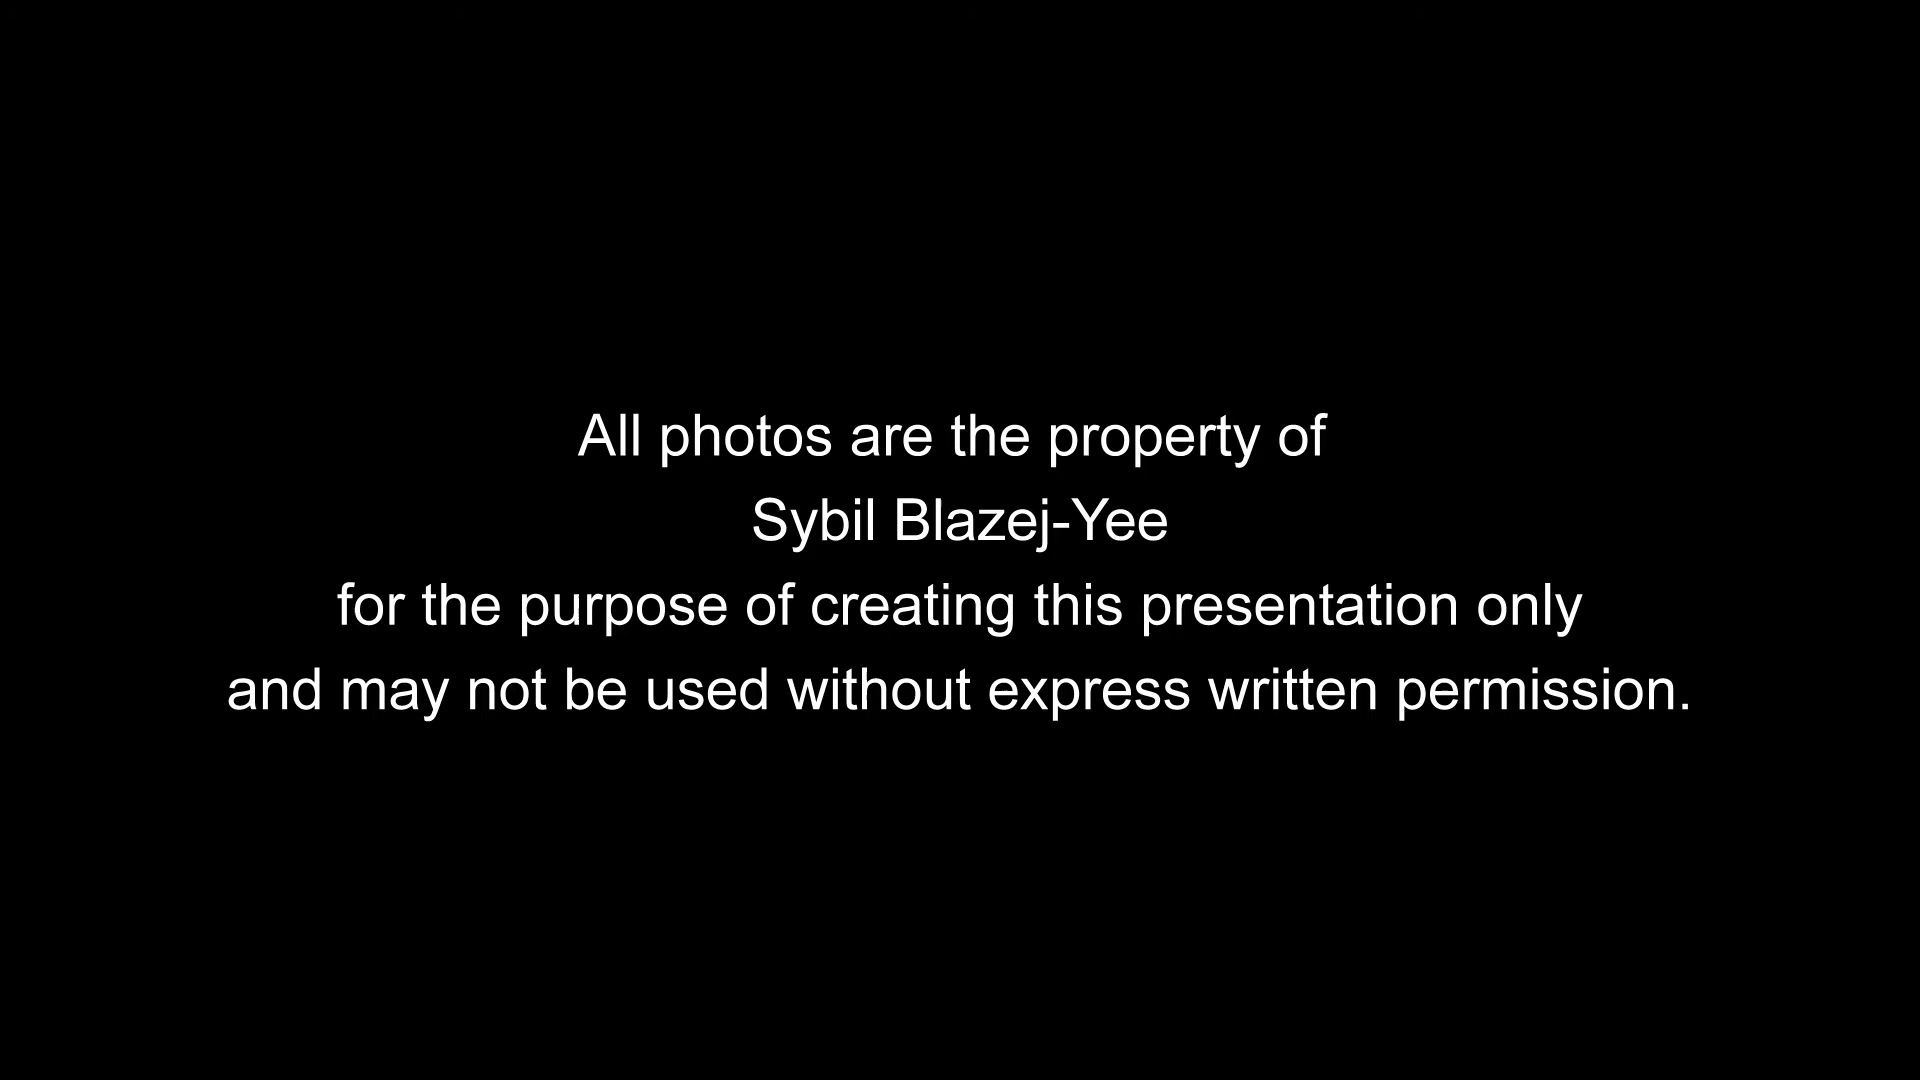 All photos are the property of
Sybil Blazej-Yee
for the purpose of creating this presentation only
and may not be used without express written permission.